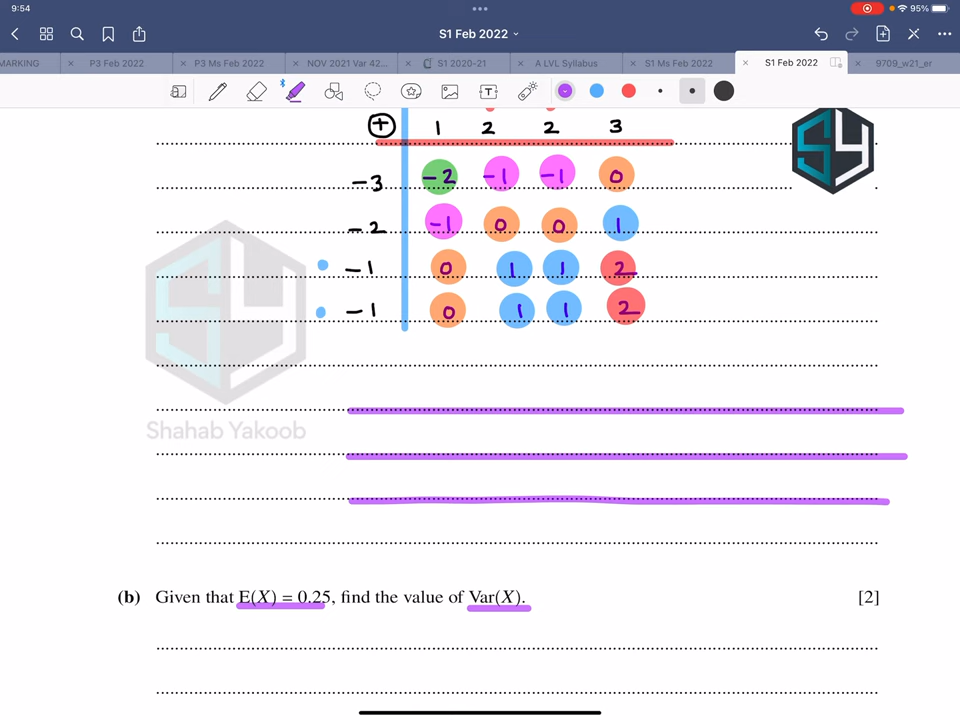 9:54 95%
S1 Feb 2022
MARKING P3 Feb 2022 P3 Ms Feb 2022 NOV 2021 Var 42... S1 2020-21 A LVL Syllabus S1 Ms Feb 2022 S1 Feb 2022 9709_w21_er
+ 1 2 2 3
-3 -2 -1 -1 0
-2 -1 0 0 1
-1 0 1 1 2
-1 0 1 1 2
Shahab Yakoob
(b) Given that E(X) = 0.25, find the value of Var(X). [2]